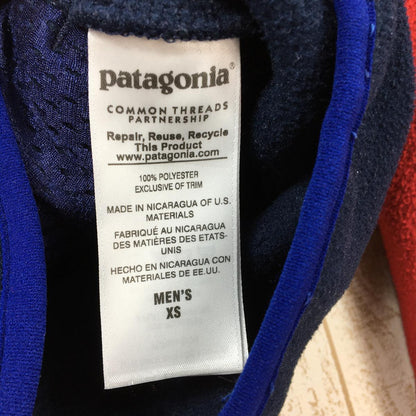 patagonia®
COMMON THREADS
PARTNERSHIP
Repair, Reuse, Recycle
This Product
www.patagonia.com
100% POLYESTER
EXCLUSIVE OF TRIM
MADE IN NICARAGUA OF U.S.
MATERIALS
FABRIQUÉ AU NICARAGUA
DES MATIÈRES DES ETATS-
UNIS
HECHO EN NICARAGUA CON
MATERIALES DE EE.UU.
MEN'S
XS